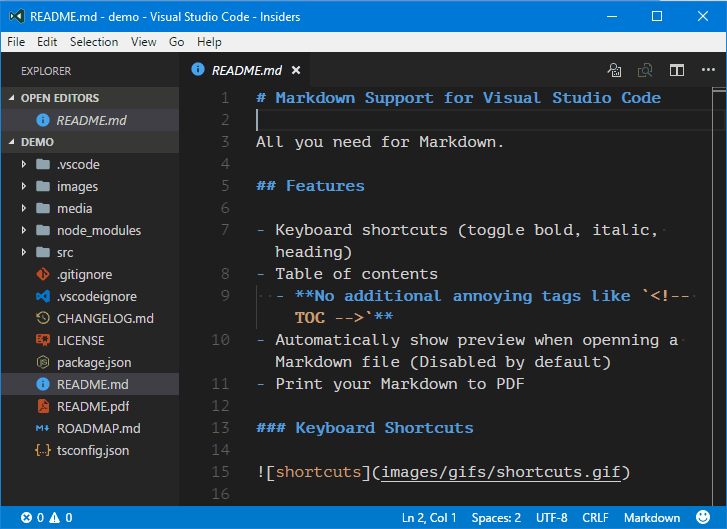 README.md - demo - Visual Studio Code - Insiders
File Edit Selection View Go Help
EXPLORER
OPEN EDITORS
README.md
DEMO
.vscode
images
media
node_modules
src
.gitignore
.vscodeignore
CHANGELOG.md
LICENSE
package.json
README.md
README.pdf
ROADMAP.md
tsconfig.json
README.md
1 # Markdown Support for Visual Studio Code
2
3 All you need for Markdown.
4
5 ## Features
6
7 - Keyboard shortcuts (toggle bold, italic,
heading)
8 - Table of contents
9 - **No additional annoying tags like `<!--
TOC -->`**
10 - Automatically show preview when openning a
Markdown file (Disabled by default)
11 - Print your Markdown to PDF
12
13 ### Keyboard Shortcuts
14
15 ![shortcuts](images/gifs/shortcuts.gif)
16
0 0 Ln 2, Col 1 Spaces: 2 UTF-8 CRLF Markdown